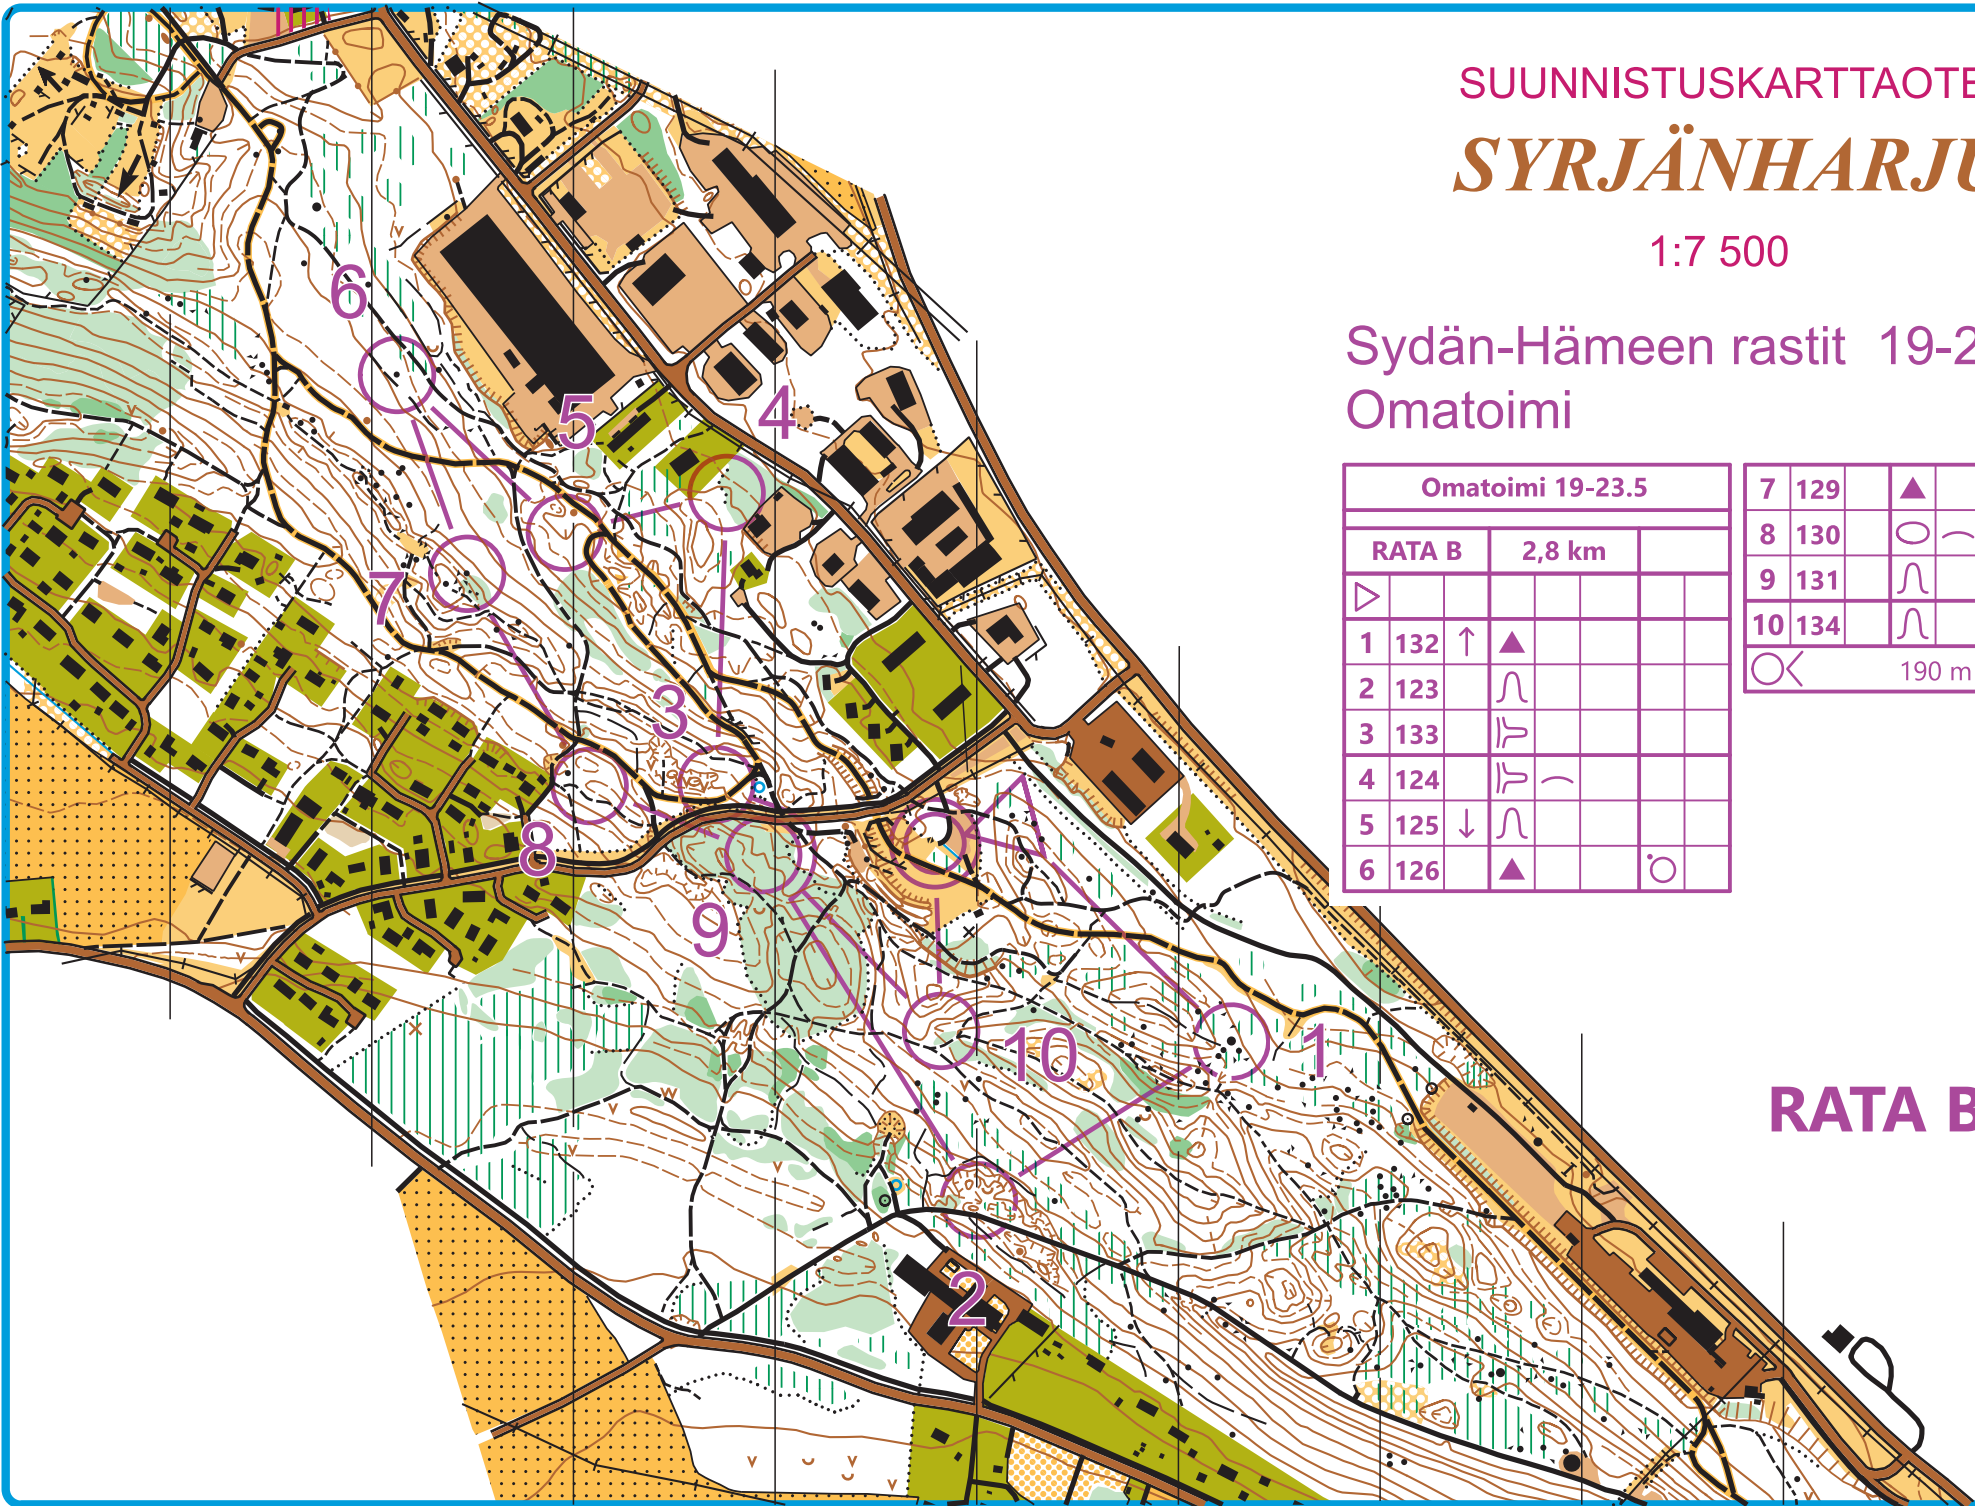 SUUNNISTUSKARTTAOTE
SYRJÄNHARJU
1:7 500
Sydän-Hämeen rastit 19-2
Omatoimi
Omatoimi 19-23.5
RATA B 2,8 km
1 132
2 123
3 133
4 124
5 125
6 126
7 129
8 130
9 131
10 134
190 m
RATA B
6
5
4
7
3
8
9
10
1
2